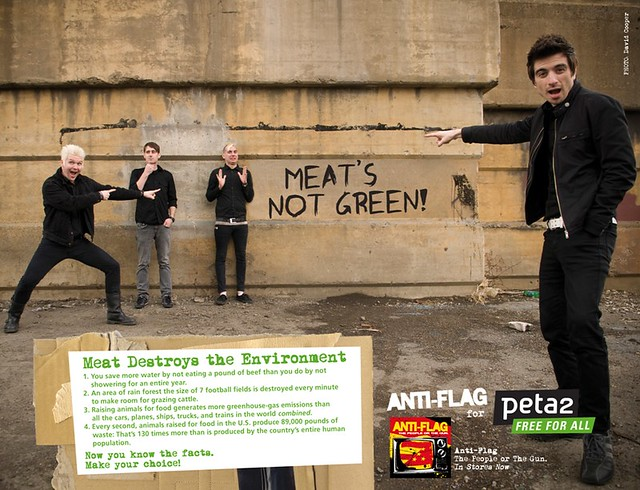 PHOTO: David Cooper
MEAT'S
NOT GREEN!
Meat Destroys the Environment
1. You save more water by not eating a pound of beef than you do by not
showering for an entire year.
2. An area of rain forest the size of 7 football fields is destroyed every minute
to make room for grazing cattle.
3. Raising animals for food generates more greenhouse-gas emissions than
all the cars, planes, ships, trucks, and trains in the world combined.
4. Every second, animals raised for food in the U.S. produce 89,000 pounds of
waste: That's 130 times more than is produced by the country's entire human
population.
Now you know the facts.
Make your choice!
ANTI-FLAG
for
peta2
FREE FOR ALL
ANTI-FLAG
THE PEOPLE OR THE GUN
Anti-Flag
The People or The Gun.
In Stores Now